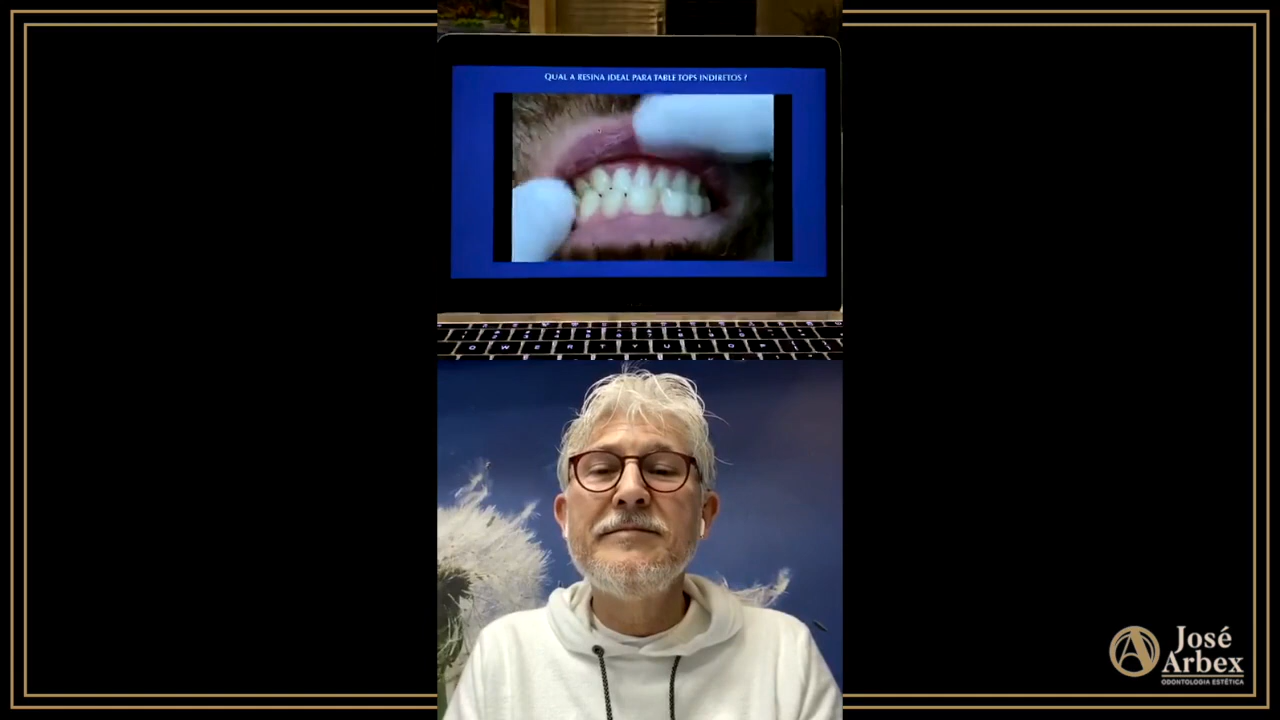 QUAL A RESINA IDEAL PARA TABLE TOPS INDIRETOS ?
Q W E R T Y U I O P
José
Arbex
ODONTOLOGIA ESTÉTICA